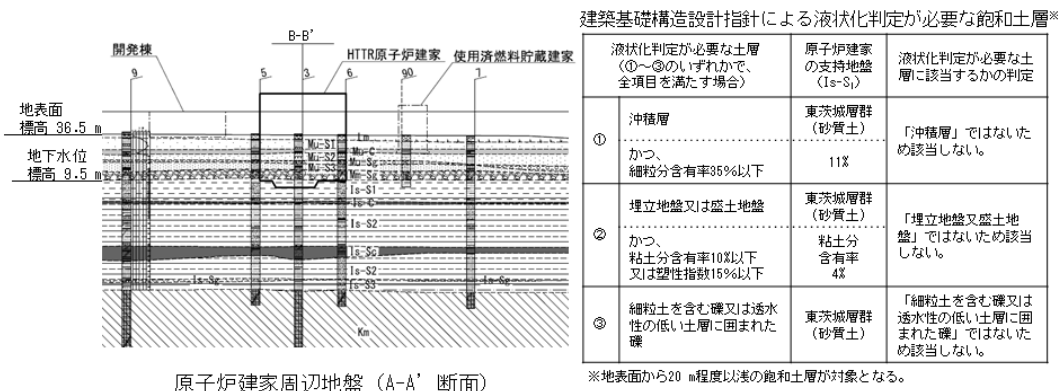 建築基礎構造設計指針による液状化判定が必要な飽和土層※
B-B’
開発棟
HTTR原子炉建家
使用済燃料貯蔵建家
9
5
3
6
90
7
地表面
標高 36.5 m
地下水位
標高 9.5 m
Lm
Mu-S1
Mu-C
Mu-S2
Mu-Sg
Mu-S3
Mm-Sg
Is-S1
Is-C
Is-S2
Is-Sc
Is-S2
Is-Sg
Is-S3
Is-Sg
Km
原子炉建家周辺地盤 (A-A’ 断面)
液状化判定が必要な土層
(①~③のいずれかで、
全項目を満たす場合)
原子炉建家
の支持地盤
(Is-S₁)
液状化判定が必要な土
層に該当するかの判定
①
沖積層
東茨城層群
(砂質土)
「沖積層」ではないた
め該当しない。
かつ、
細粒分含有率35%以下
11%
②
埋立地盤又は盛土地盤
東茨城層群
(砂質土)
「埋立地盤又盛土地
盤」ではないため該当
しない。
かつ、
粘土分含有率10%以下
又は塑性指数15%以下
粘土分
含有率
4%
③
細粒土を含む礫又は透水
性の低い土層に囲まれた
礫
東茨城層群
(砂質土)
「細粒土を含む礫又は
透水性の低い土層に囲
まれた礫」ではないた
め該当しない。
※地表面から20 m程度以浅の飽和土層が対象となる。